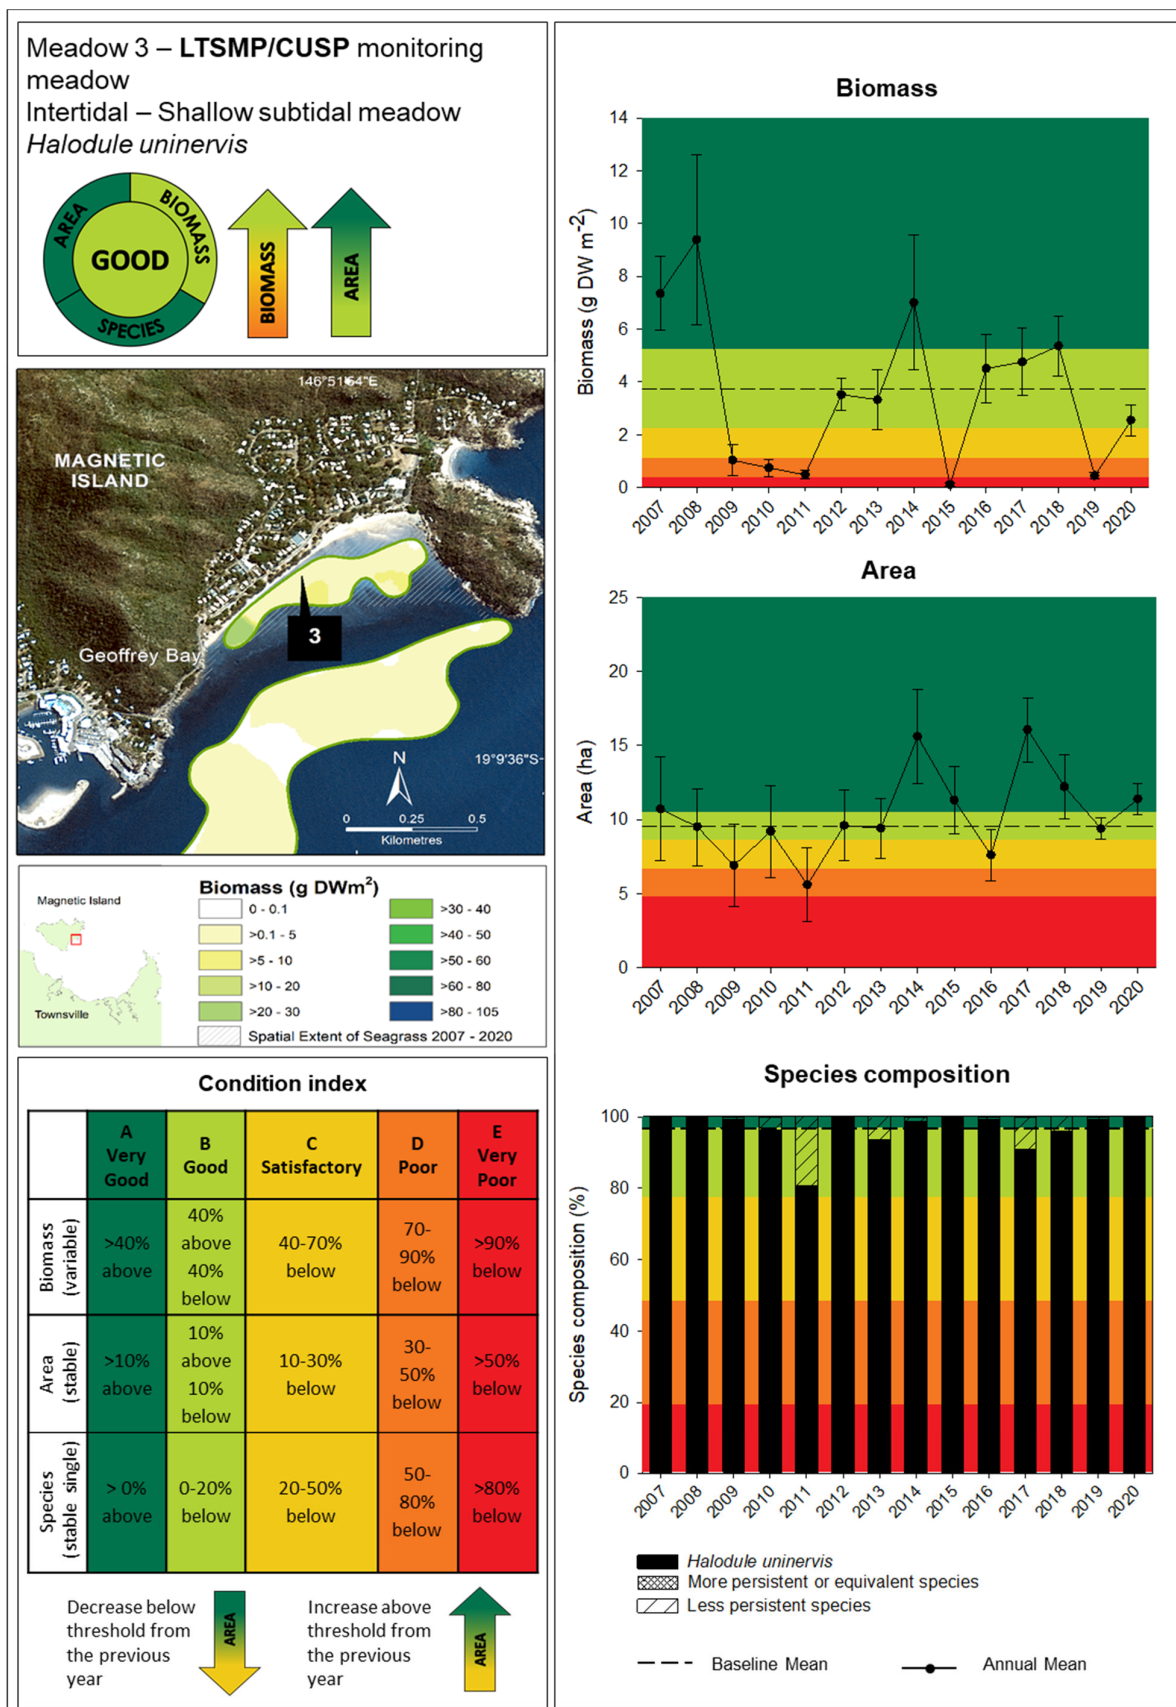 Meadow 3 – LTSMP/CUSP monitoring
meadow
Intertidal – Shallow subtidal meadow
Halodule uninervis
AREA
BIOMASS
GOOD
SPECIES
BIOMASS
AREA
146°51'54"E
MAGNETIC
ISLAND
3
Geoffrey Bay
19°9'36"S
N
0 0.25 0.5
Kilometres
Magnetic Island
Townsville
Biomass (g DWm²)
0 - 0.1
>0.1 - 5
>5 - 10
>10 - 20
>20 - 30
>30 - 40
>40 - 50
>50 - 60
>60 - 80
>80 - 105
Spatial Extent of Seagrass 2007 - 2020
Condition index
A
Very
Good
B
Good
C
Satisfactory
D
Poor
E
Very
Poor
Biomass
(variable)
>40%
above
40%
above
40%
below
40-70%
below
70-
90%
below
>90%
below
Area
(stable)
>10%
above
10%
above
10%
below
10-30%
below
30-
50%
below
>50%
below
Species
(stable single)
> 0%
above
0-20%
below
20-50%
below
50-
80%
below
>80%
below
Decrease below
threshold from
the previous
year
AREA
Increase above
threshold from
the previous
year
AREA
Biomass
Biomass (g DW m⁻²)
14
12
10
8
6
4
2
0
2007 2008 2009 2010 2011 2012 2013 2014 2015 2016 2017 2018 2019 2020
Area
Area (ha)
25
20
15
10
5
0
2007 2008 2009 2010 2011 2012 2013 2014 2015 2016 2017 2018 2019 2020
Species composition
Species composition (%)
100
80
60
40
20
0
2007 2008 2009 2010 2011 2012 2013 2014 2015 2016 2017 2018 2019 2020
Halodule uninervis
More persistent or equivalent species
Less persistent species
Baseline Mean
Annual Mean